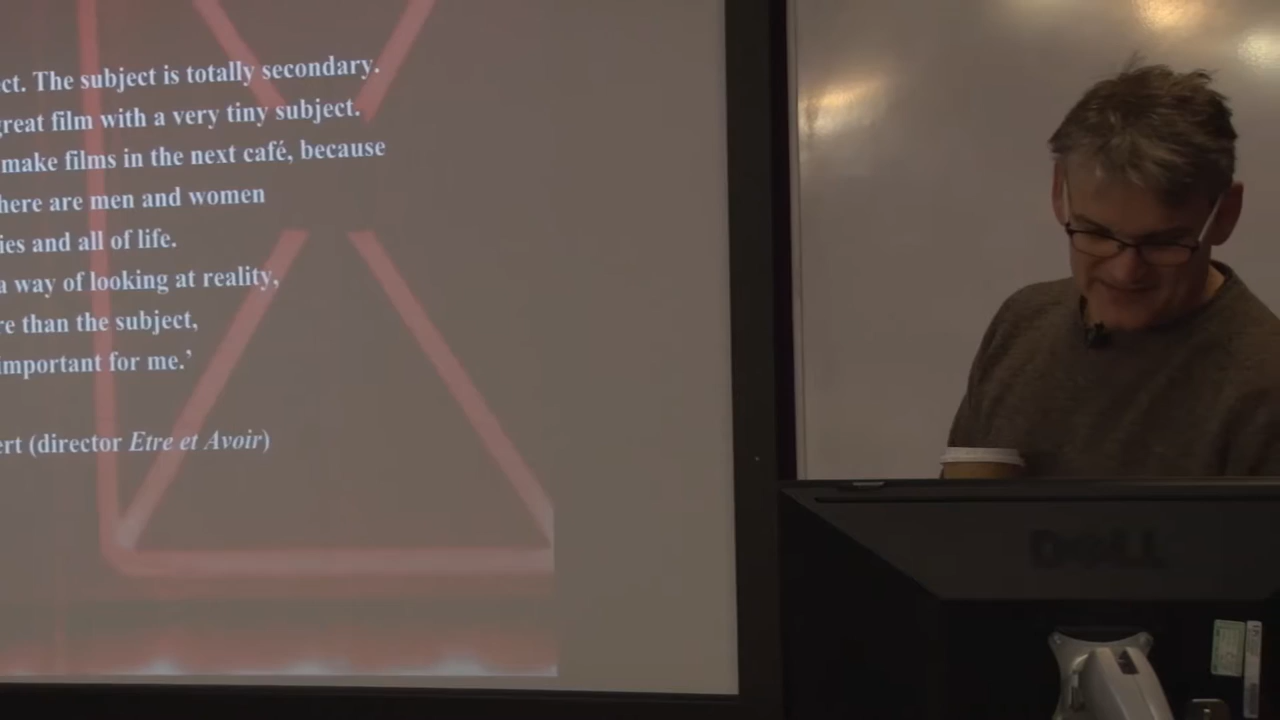 ct. The subject is totally secondary.
great film with a very tiny subject.
make films in the next café, because
here are men and women
ies and all of life.
a way of looking at reality,
re than the subject,
important for me.’
ert (director Etre et Avoir)
DELL